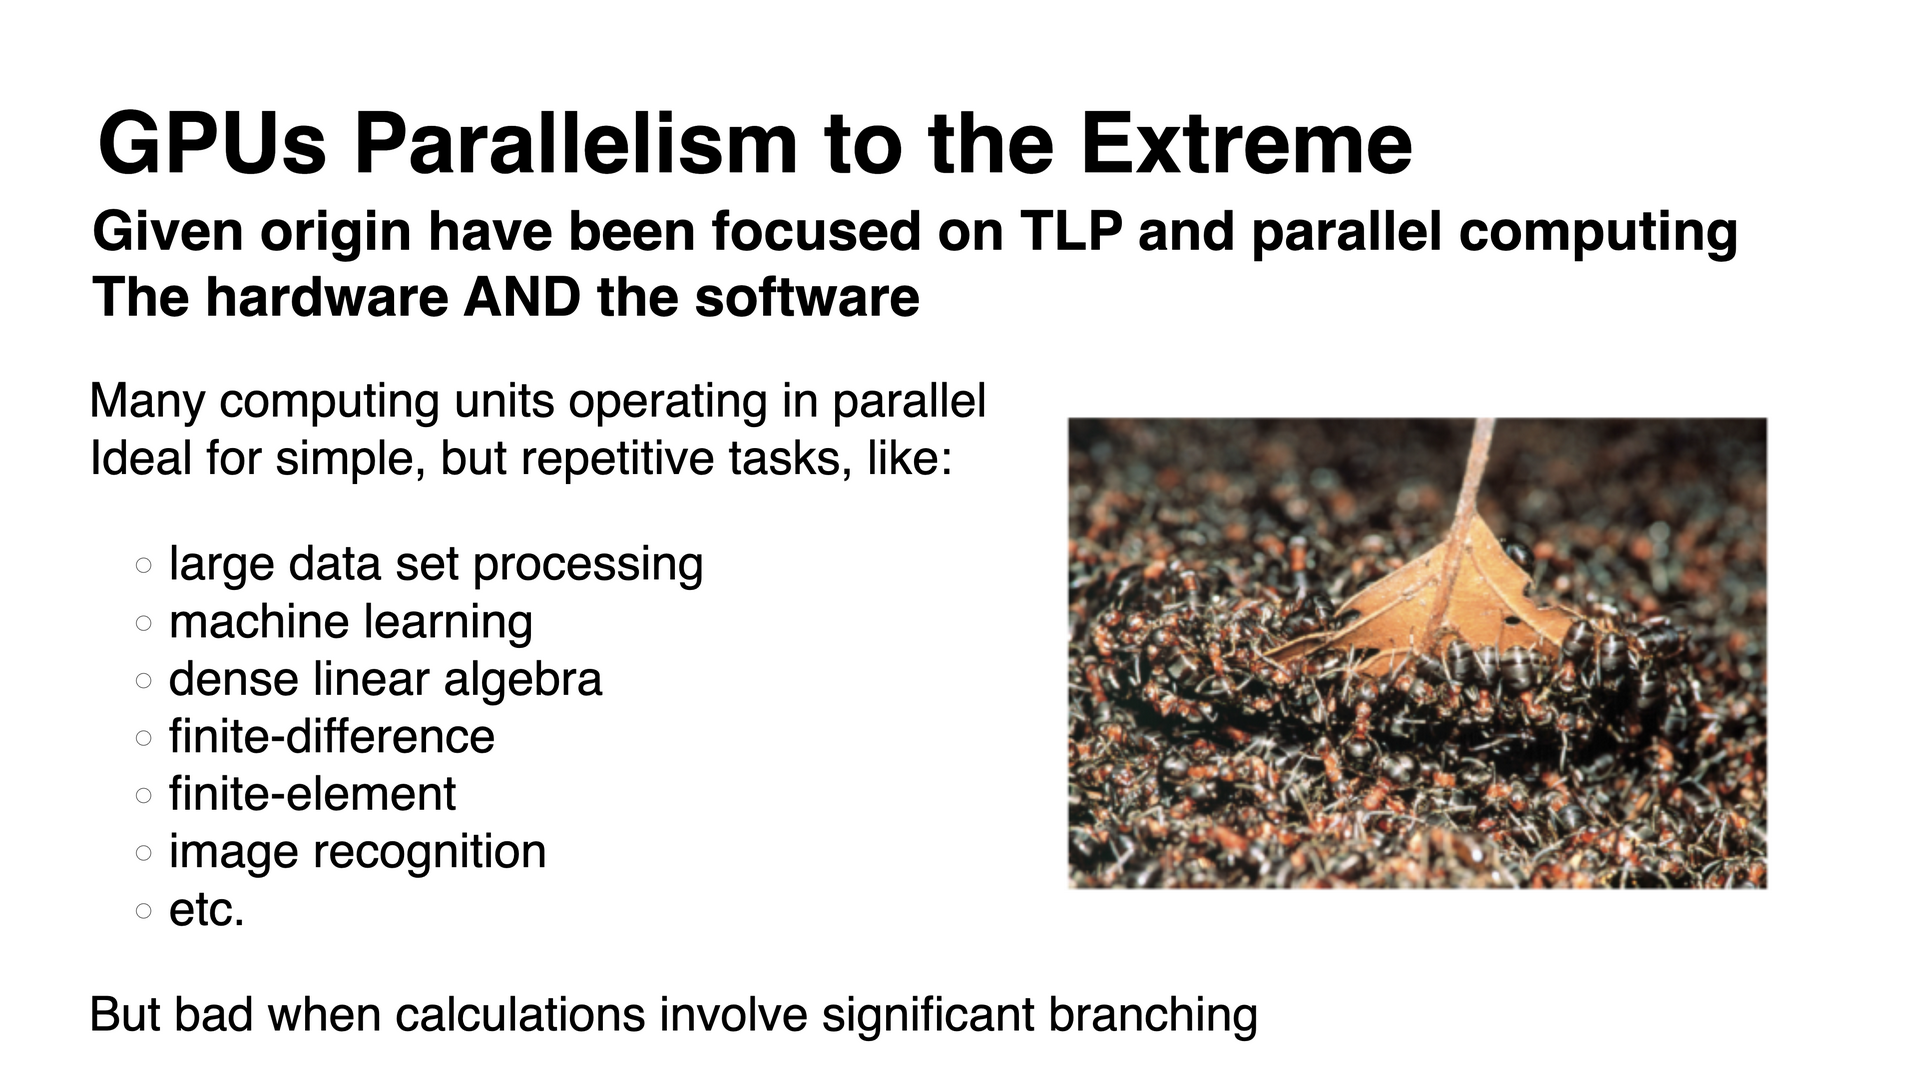 GPUs Parallelism to the Extreme
Given origin have been focused on TLP and parallel computing
The hardware AND the software
Many computing units operating in parallel
Ideal for simple, but repetitive tasks, like:
○ large data set processing
○ machine learning
○ dense linear algebra
○ finite-difference
○ finite-element
○ image recognition
○ etc.
But bad when calculations involve significant branching